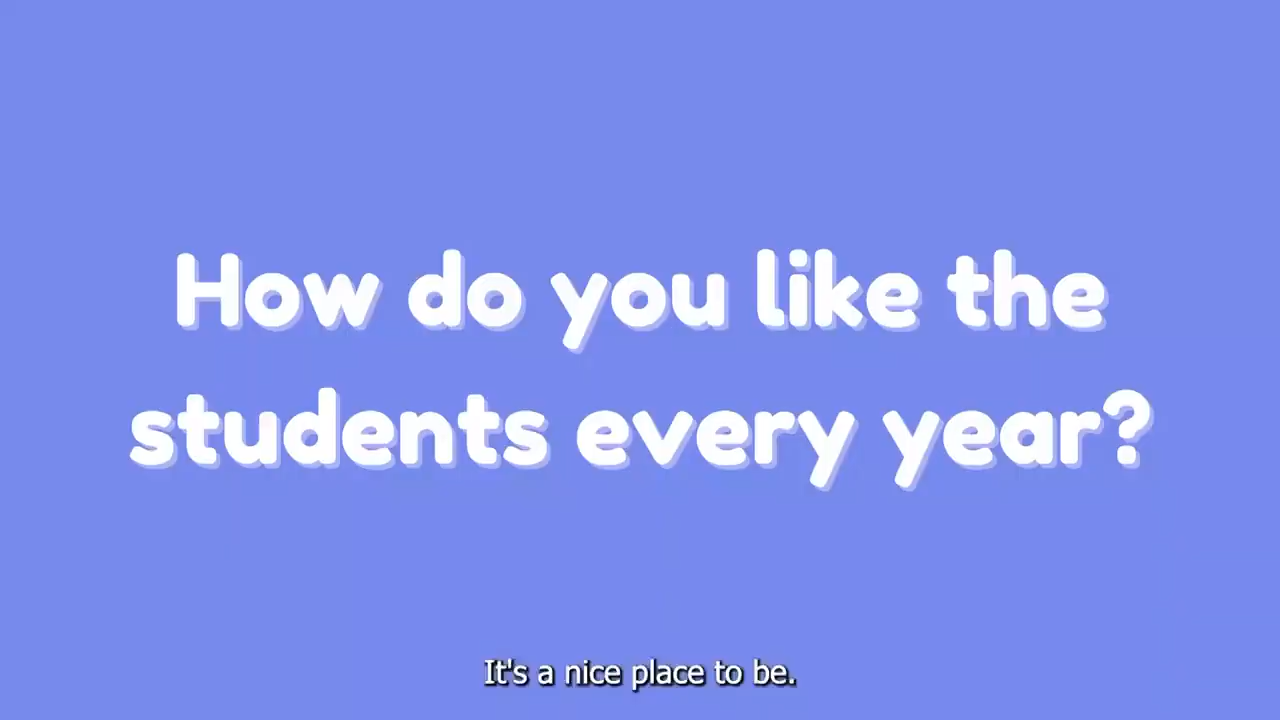 How do you like the
students every year?
It's a nice place to be.